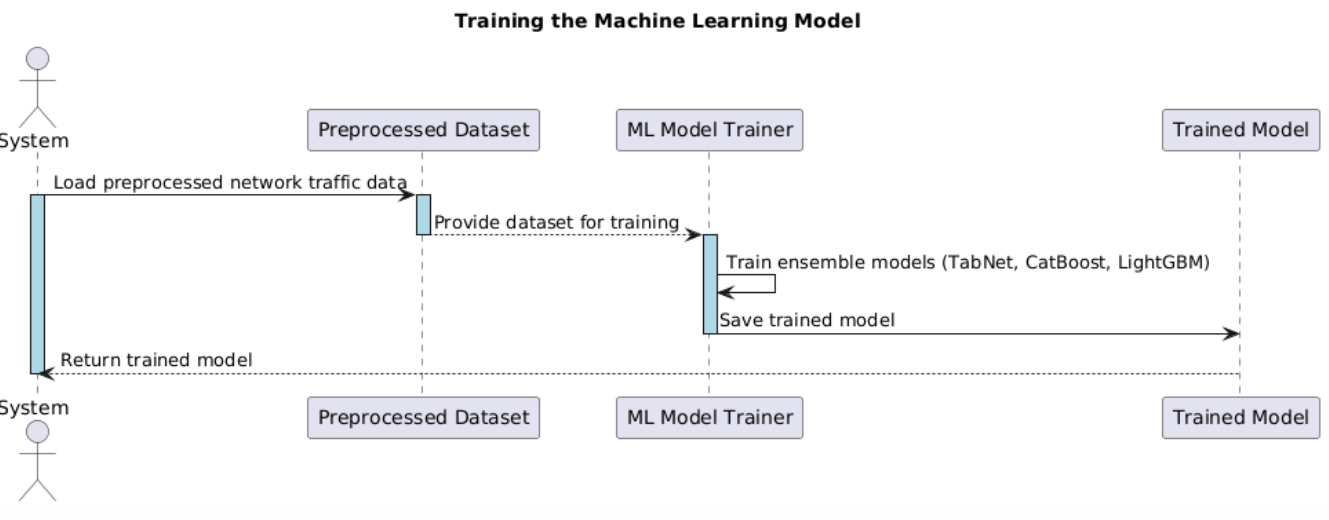 Training the Machine Learning Model
System
Preprocessed Dataset
ML Model Trainer
Trained Model
Load preprocessed network traffic data
Provide dataset for training
Train ensemble models (TabNet, CatBoost, LightGBM)
Save trained model
Return trained model
System
Preprocessed Dataset
ML Model Trainer
Trained Model